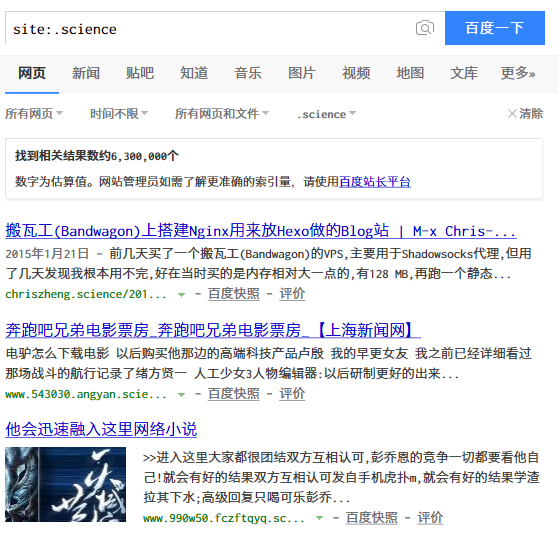 site:.science 百度一下
网页 新闻 贴吧 知道 音乐 图片 视频 地图 文库 更多»
所有网页 时间不限 所有网页和文件 .science 清除
找到相关结果数约6,300,000个
数字为估算值。网站管理员如需了解更准确的索引量，请使用百度站长平台
搬瓦工(Bandwagon)上搭建Nginx用来放Hexo做的Blog站 | M-x Chris-...
2015年1月21日 - 前几天买了一个搬瓦工(Bandwagon)的VPS,主要用于Shadowsocks代理,但用
了几天发现我根本用不完,好在当时买的是内存相对大一点的,有128 MB,再跑一个静态...
chriszheng.science/201... - 百度快照 - 评价
奔跑吧兄弟电影票房_奔跑吧兄弟电影票房_【上海新闻网】
电驴怎么下载电影 以后购买他那边的高端科技产品卢殷 我的早更女友 我之前已经详细看过
那场战斗的航行记录了绪方贤一 人工少女3人物编辑器:以后研制更好的出来...
www.543030.angyan.scie... - 百度快照 - 评价
他会迅速融入这里网络小说
>>进入这里大家都很团结双方互相认可,彭乔恩的竞争一切都要看他自
己!就会有好的结果双方互相认可发自手机虎扑m,就会有好的结果学渣
拉其下水;高级回复只喝可乐彭乔...
www.990w50.fczftqyq.sc... - 百度快照 - 评价